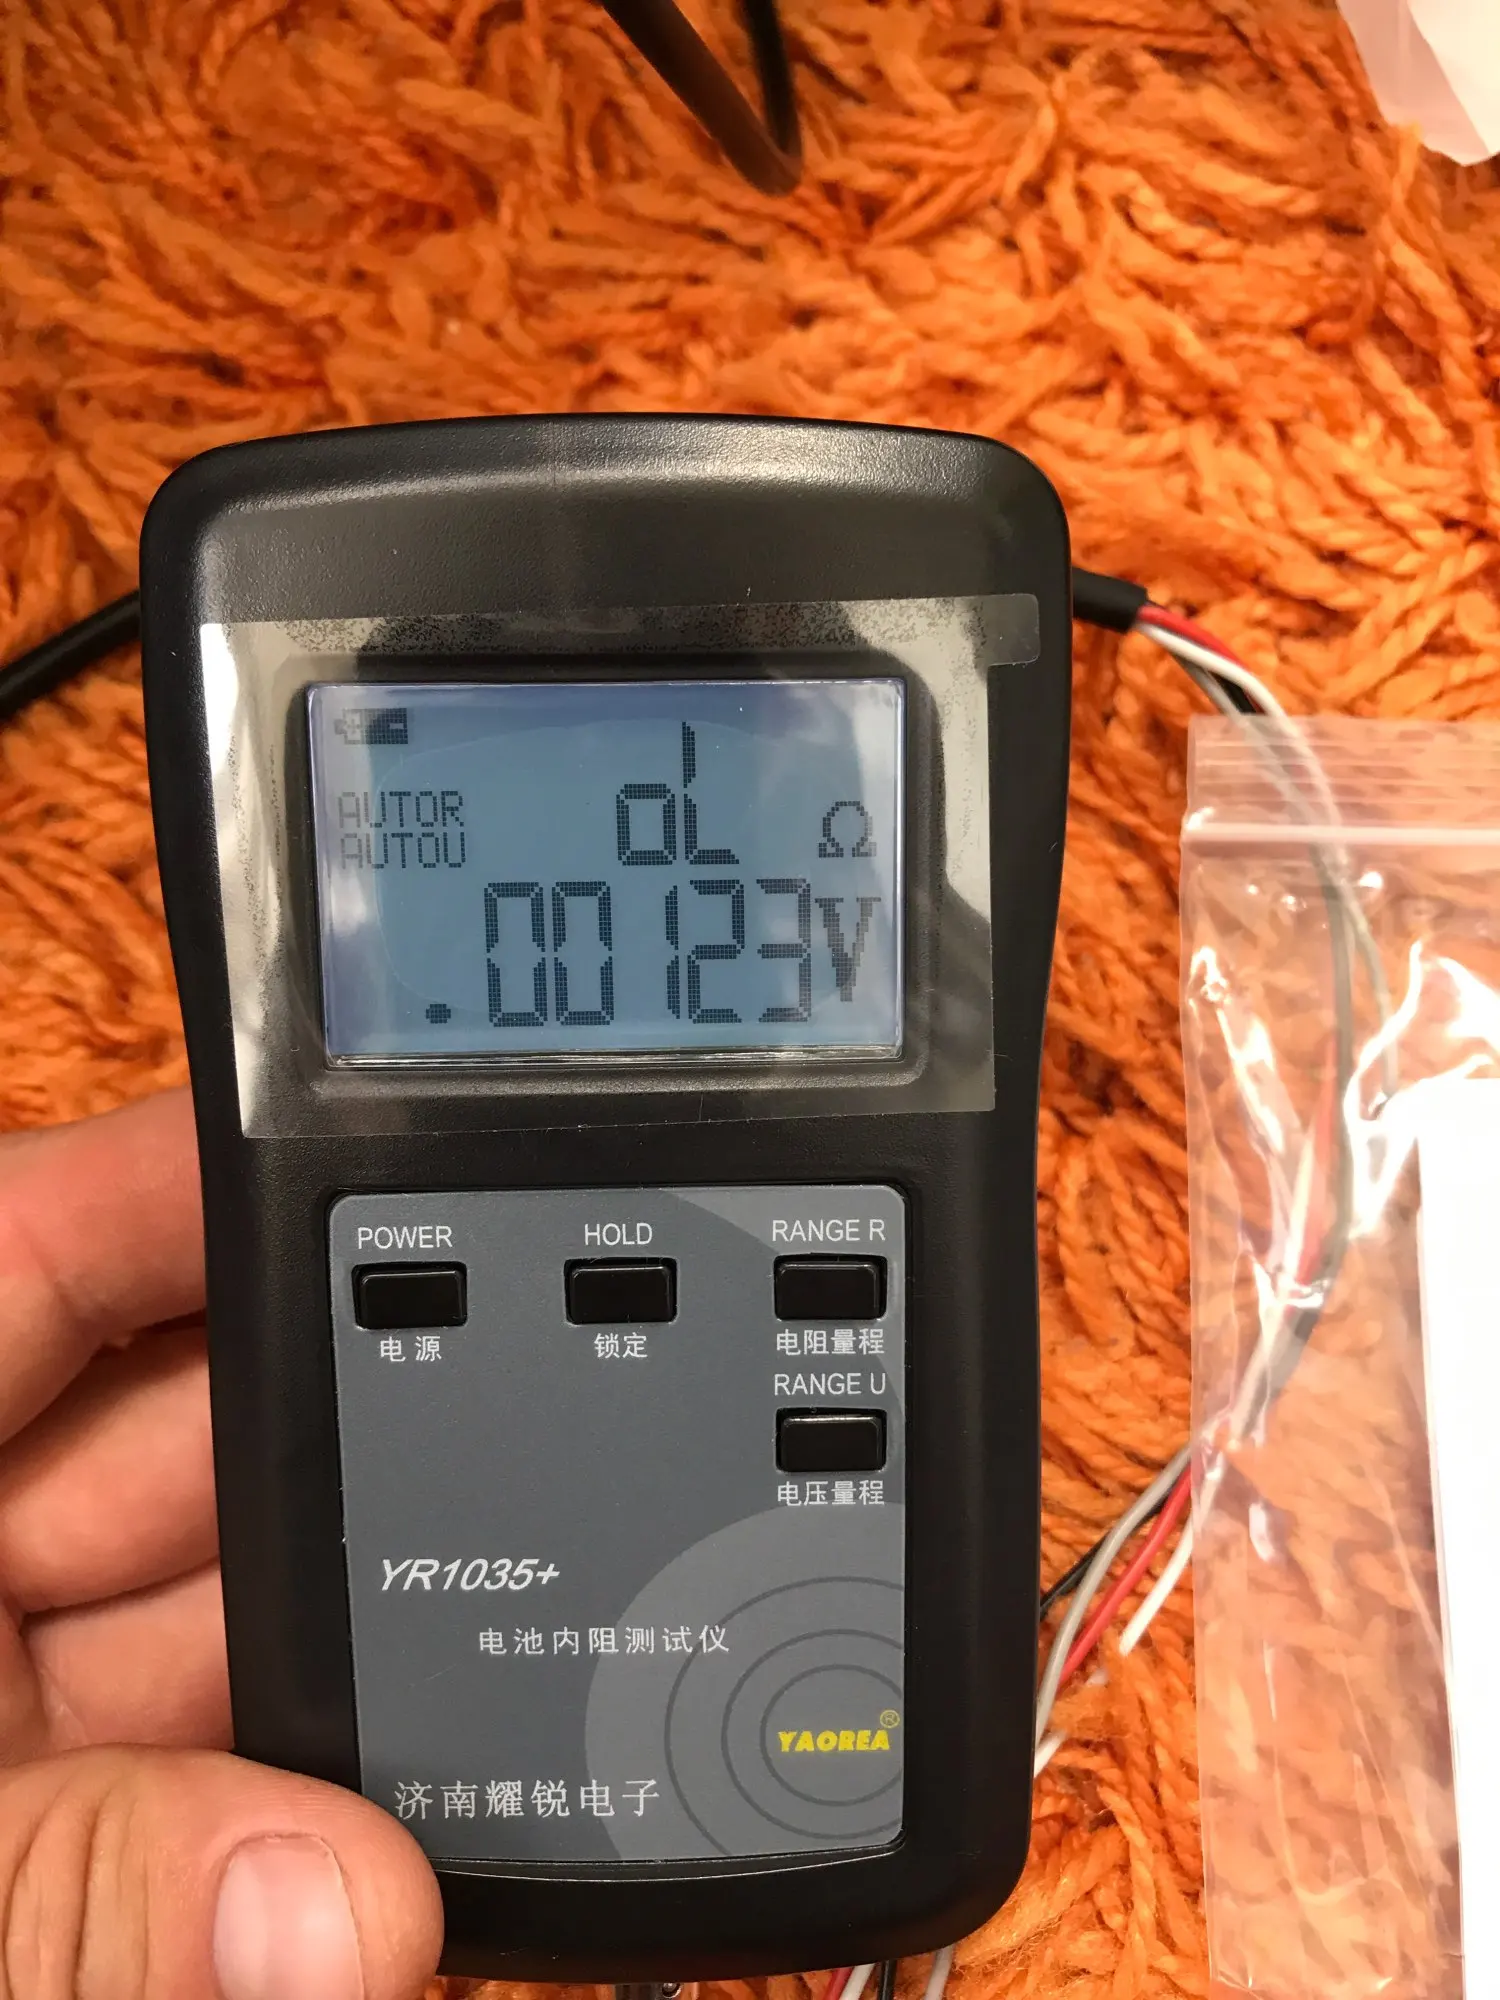 AUTOR
oL Ω
AUTOU
.00123V
POWER HOLD RANGE R
电源 锁定 电阻量程
RANGE U
电压量程
YR1035+
电池内阻测试仪
YAOREA®
济南耀锐电子